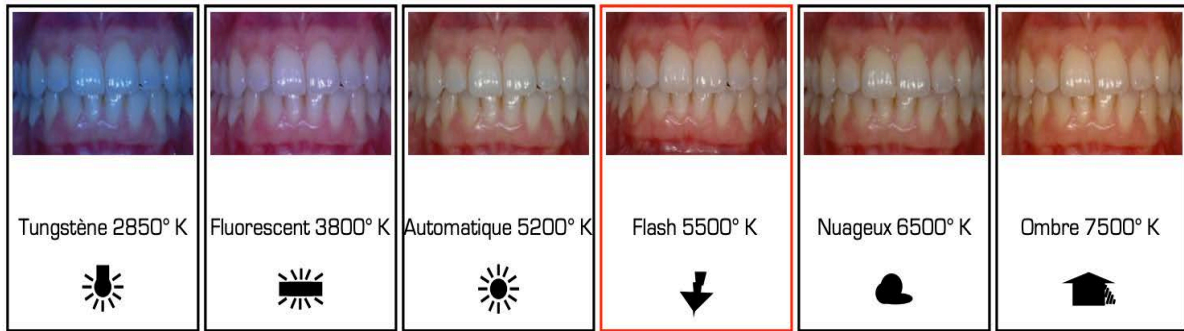 Tungstène 2850° K
Fluorescent 3800° K
Automatique 5200° K
Flash 5500° K
Nuageux 6500° K
Ombre 7500° K